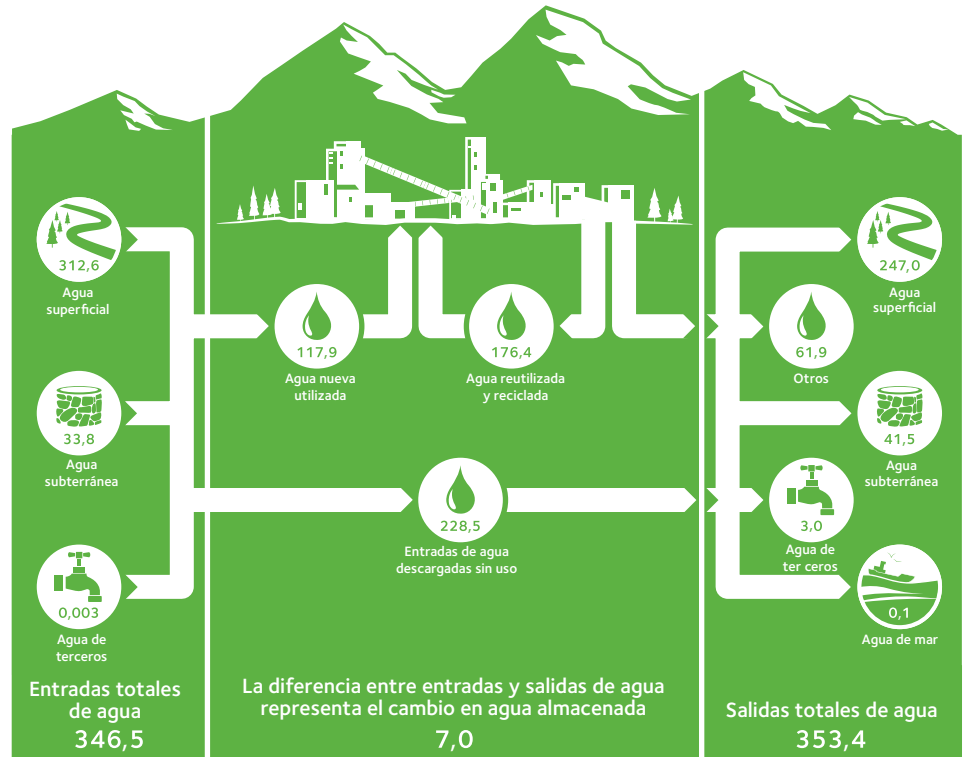 312,6
Agua
superficial
33,8
Agua
subterránea
0,003
Agua de
terceros
Entradas totales
de agua
346,5
117,9
Agua nueva
utilizada
176,4
Agua reutilizada
y reciclada
228,5
Entradas de agua
descargadas sin uso
La diferencia entre entradas y salidas de agua
representa el cambio en agua almacenada
7,0
247,0
Agua
superficial
61,9
Otros
41,5
Agua
subterránea
3,0
Agua de
ter ceros
0,1
Agua de mar
Salidas totales de agua
353,4